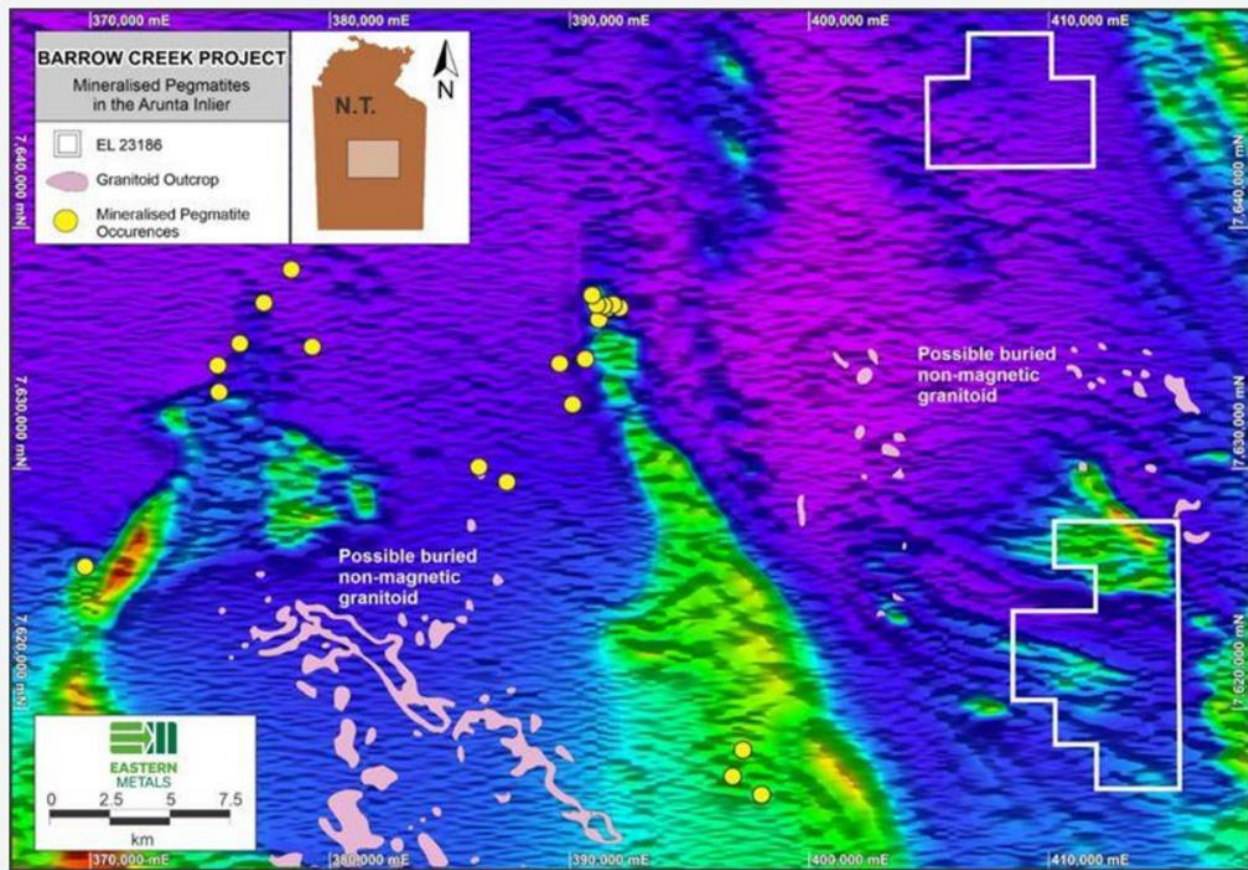 370,000 mE
380,000 mE
390,000 mE
400,000 mE
410,000 mE
BARROW CREEK PROJECT
Mineralised Pegmatites
in the Arunta Inlier
EL 23186
Granitoid Outcrop
Mineralised Pegmatite
Occurences
N.T.
N
7,640,000 mN
7,640,000 mN
Possible buried
non-magnetic
granitoid
7,630,000 mN
7,630,000 mN
Possible buried
non-magnetic
granitoid
7,620,000 mN
7,620,000 mN
EASTERN
METALS
0 2.5 5 7.5
km
370,000 mE
380,000 mE
390,000 mE
400,000 mE
410,000 mE